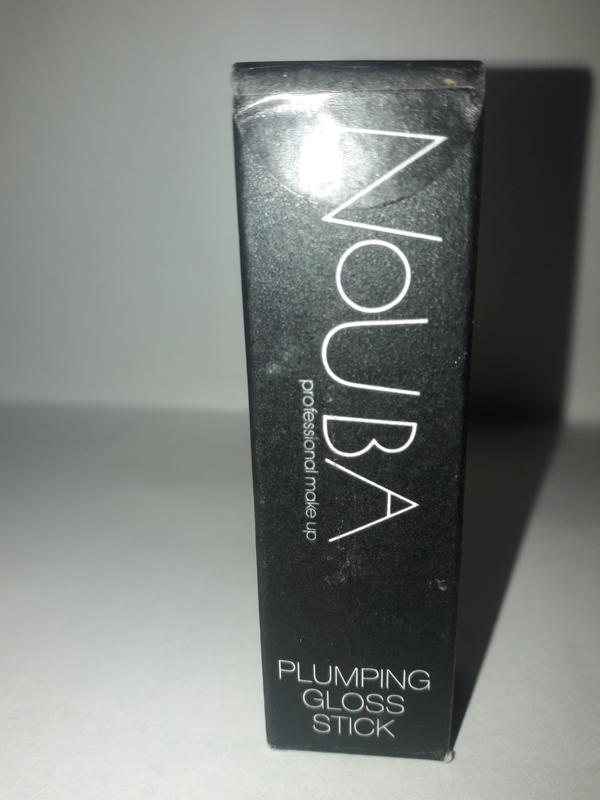 NoUBA
professional make up
PLUMPING
GLOSS
STICK